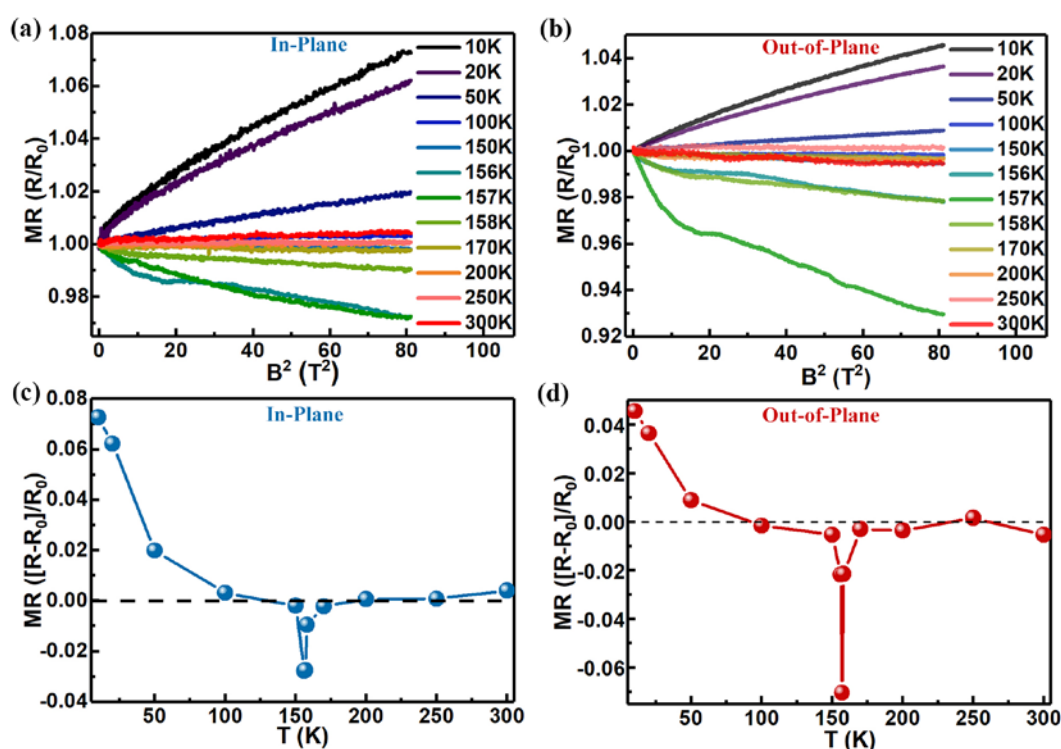 (a)
In-Plane
MR (R/R₀)
1.08
1.06
1.04
1.02
1.00
0.98
0 20 40 60 80 100
B² (T²)
10K
20K
50K
100K
150K
156K
157K
158K
170K
200K
250K
300K
(b)
Out-of-Plane
MR (R/R₀)
1.04
1.02
1.00
0.98
0.96
0.94
0.92
0 20 40 60 80 100
B² (T²)
10K
20K
50K
100K
150K
156K
157K
158K
170K
200K
250K
300K
(c)
In-Plane
MR ([R-R₀]/R₀)
0.08
0.06
0.04
0.02
0.00
-0.02
-0.04
50 100 150 200 250 300
T (K)
(d)
Out-of-Plane
MR ([R-R₀]/R₀)
0.04
0.02
0.00
-0.02
-0.04
-0.06
50 100 150 200 250 300
T (K)